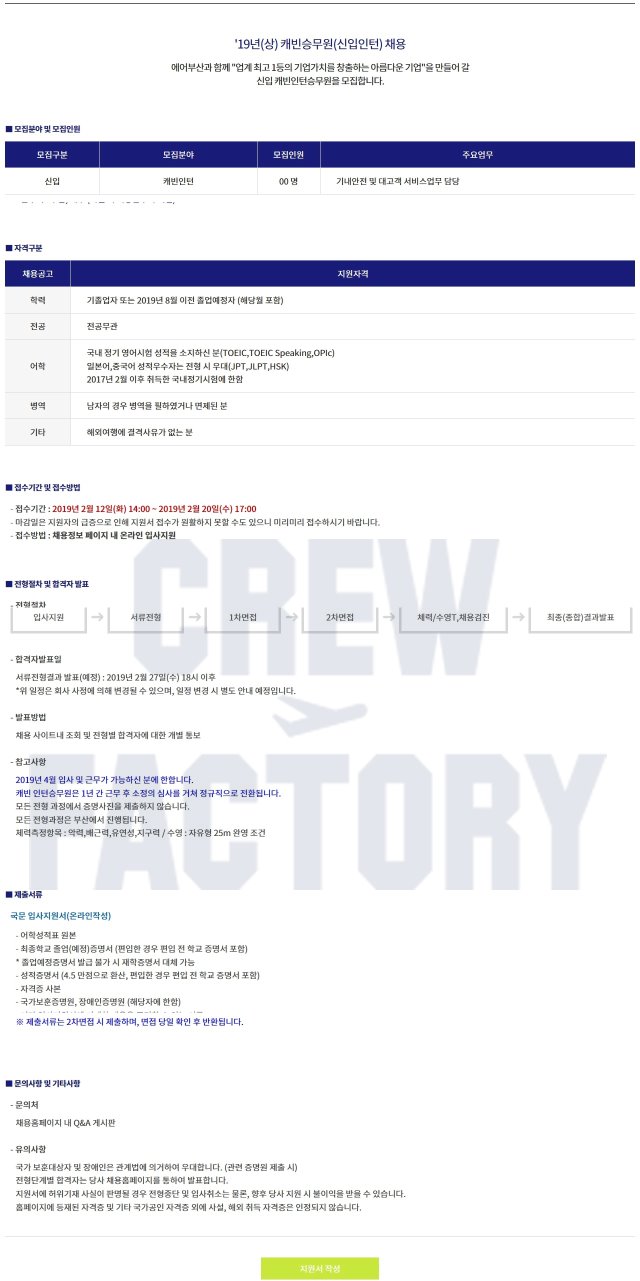 '19년(상) 캐빈승무원(신입인턴) 채용
에어부산과 함께 "업계 최고 1등의 기업가치를 창출하는 아름다운 기업"을 만들어 갈
신입 캐빈인턴승무원을 모집합니다.
■ 모집분야 및 모집인원
모집구분 모집분야 모집인원 주요업무
신입 캐빈인턴 00 명 기내안전 및 대고객 서비스업무 담당
■ 자격구분
채용공고 지원자격
학력 기졸업자 또는 2019년 8월 이전 졸업예정자 (해당월 포함)
전공 전공무관
어학 국내 정기 영어시험 성적을 소지하신 분(TOEIC,TOEIC Speaking,OPIc)
일본어,중국어 성적우수자는 전형 시 우대(JPT,JLPT,HSK)
2017년 2월 이후 취득한 국내정기시험에 한함
병역 남자의 경우 병역을 필하였거나 면제된 분
기타 해외여행에 결격사유가 없는 분
■ 접수기간 및 접수방법
- 접수기간 : 2019년 2월 12일(화) 14:00 ~ 2019년 2월 20일(수) 17:00
- 마감일은 지원자의 급증으로 인해 지원서 접수가 원활하지 못할 수도 있으니 미리미리 접수하시기 바랍니다.
- 접수방법 : 채용정보 페이지 내 온라인 입사지원
■ 전형절차 및 합격자 발표
- 전형절차
입사지원 → 서류전형 → 1차면접 → 2차면접 → 체력/수영T,채용검진 → 최종(종합)결과발표
- 합격자발표일
서류전형결과 발표(예정) : 2019년 2월 27일(수) 18시 이후
*위 일정은 회사 사정에 의해 변경될 수 있으며, 일정 변경 시 별도 안내 예정입니다.
- 발표방법
채용 사이트내 조회 및 전형별 합격자에 대한 개별 통보
- 참고사항
2019년 4월 입사 및 근무가 가능하신 분에 한합니다.
캐빈 인턴승무원은 1년 간 근무 후 소정의 심사를 거쳐 정규직으로 전환됩니다.
모든 전형 과정에서 증명사진을 제출하지 않습니다.
모든 전형과정은 부산에서 진행됩니다.
체력측정항목 : 악력,배근력,유연성,지구력 / 수영 : 자유형 25m 완영 조건
CREW
FACTORY
■ 제출서류
국문 입사지원서(온라인작성)
- 어학성적표 원본
- 최종학교 졸업(예정)증명서 (편입한 경우 편입 전 학교 증명서 포함)
* 졸업예정증명서 발급 불가 시 재학증명서 대체 가능
- 성적증명서 (4.5 만점으로 환산, 편입한 경우 편입 전 학교 증명서 포함)
- 자격증 사본
- 국가보훈증명원, 장애인증명원 (해당자에 한함)
※ 제출서류는 2차면접 시 제출하며, 면접 당일 확인 후 반환됩니다.
■ 문의사항 및 기타사항
- 문의처
채용홈페이지 내 Q&A 게시판
- 유의사항
국가 보훈대상자 및 장애인은 관계법에 의거하여 우대합니다. (관련 증명원 제출 시)
전형단계별 합격자는 당사 채용홈페이지를 통하여 발표합니다.
지원서에 허위기재 사실이 판명될 경우 전형중단 및 입사취소는 물론, 향후 당사 지원 시 불이익을 받을 수 있습니다.
홈페이지에 등재된 자격증 및 기타 국가공인 자격증 외에 사설, 해외 취득 자격증은 인정되지 않습니다.
지원서 작성